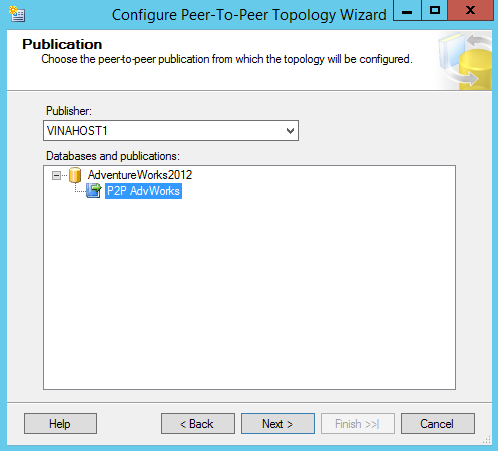 Configure Peer-To-Peer Topology Wizard
Publication
Choose the peer-to-peer publication from which the topology will be configured.
Publisher:
VINAHOST1
Databases and publications:
AdventureWorks2012
P2P AdvWorks
Help
< Back
Next >
Finish >>|
Cancel